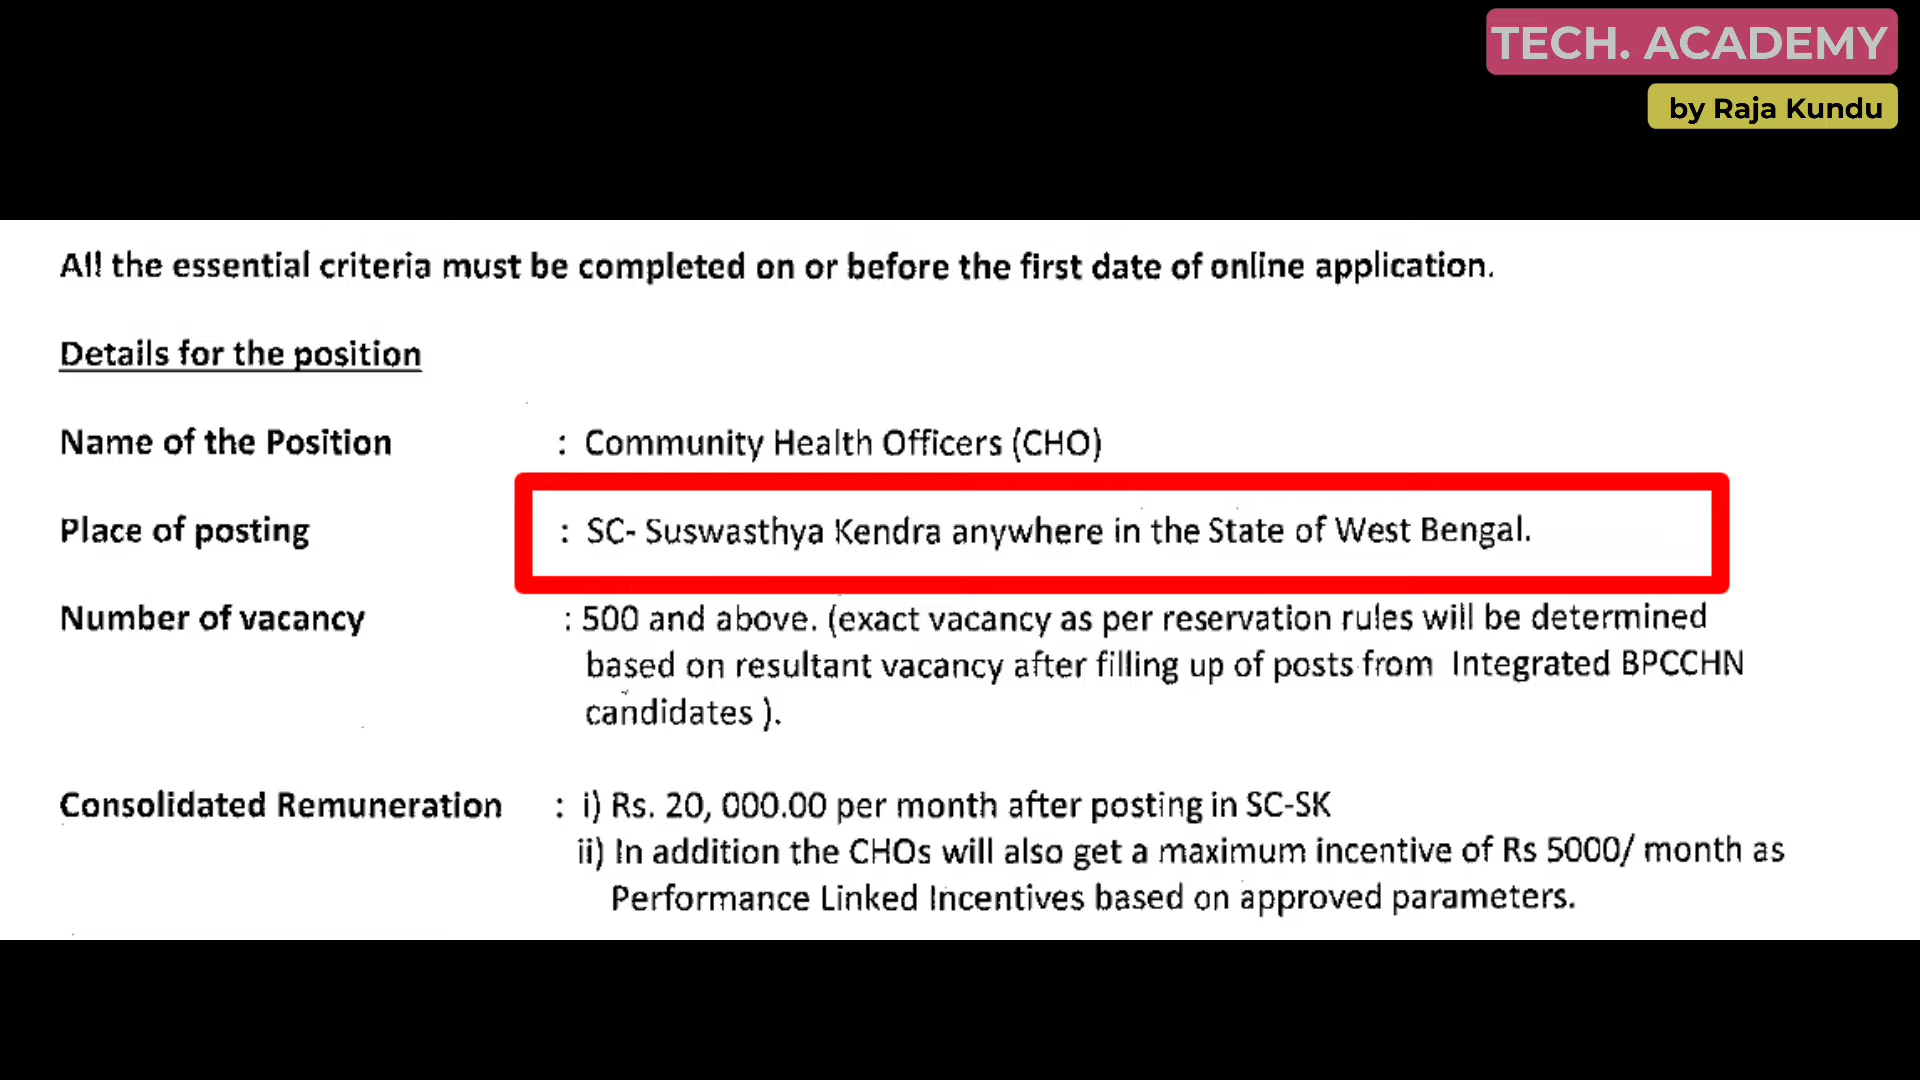 TECH. ACADEMY
by Raja Kundu
All the essential criteria must be completed on or before the first date of online application.
Details for the position
Name of the Position : Community Health Officers (CHO)
Place of posting : SC- Suswasthya Kendra anywhere in the State of West Bengal.
Number of vacancy : 500 and above. (exact vacancy as per reservation rules will be determined
based on resultant vacancy after filling up of posts from Integrated BPCCHN
candidates ).
Consolidated Remuneration : i) Rs. 20, 000.00 per month after posting in SC-SK
ii) In addition the CHOs will also get a maximum incentive of Rs 5000/ month as
Performance Linked Incentives based on approved parameters.